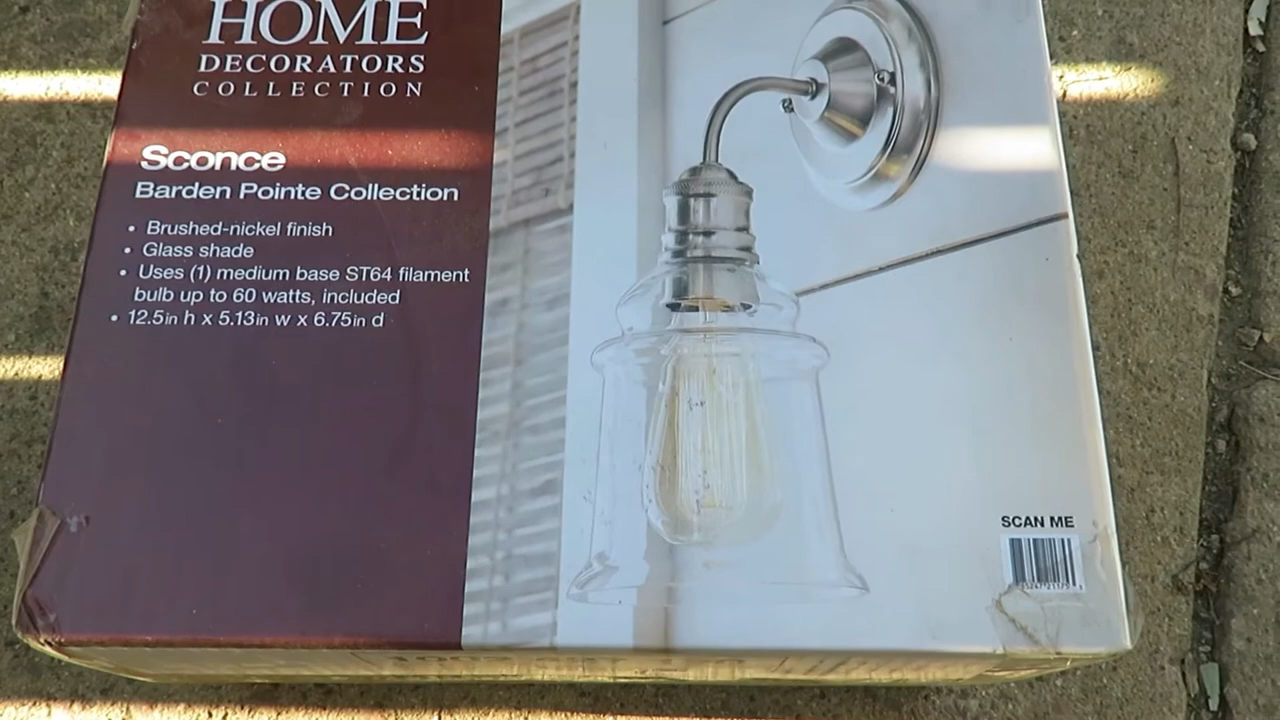 HOME
DECORATORS
COLLECTION
Sconce
Barden Pointe Collection
• Brushed-nickel finish
• Glass shade
• Uses (1) medium base ST64 filament
bulb up to 60 watts, included
• 12.5in h x 5.13in w x 6.75in d
SCAN ME